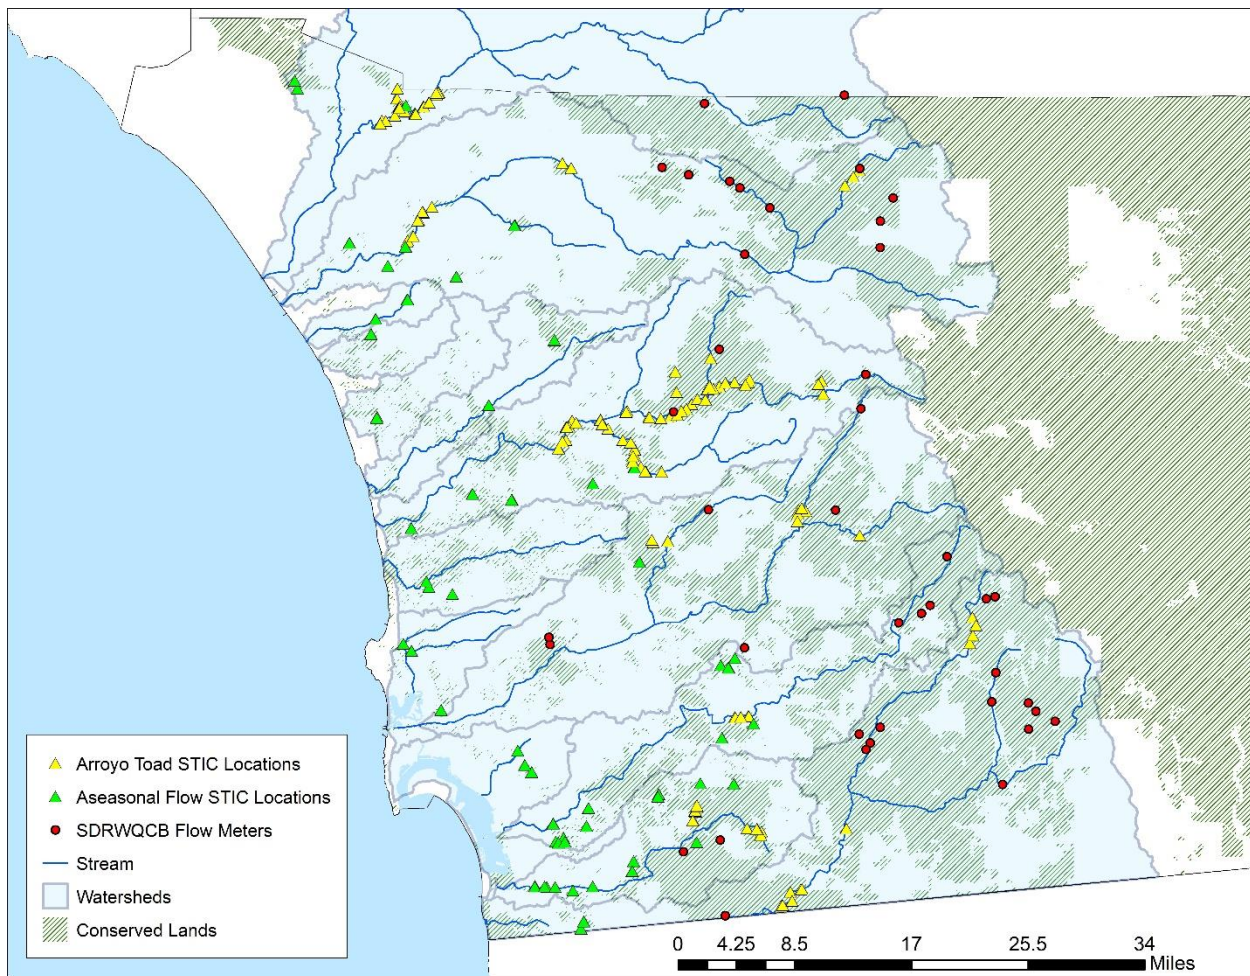 Arroyo Toad STIC Locations
Aseasonal Flow STIC Locations
SDRWQCB Flow Meters
Stream
Watersheds
Conserved Lands
0 4.25 8.5 17 25.5 34
Miles